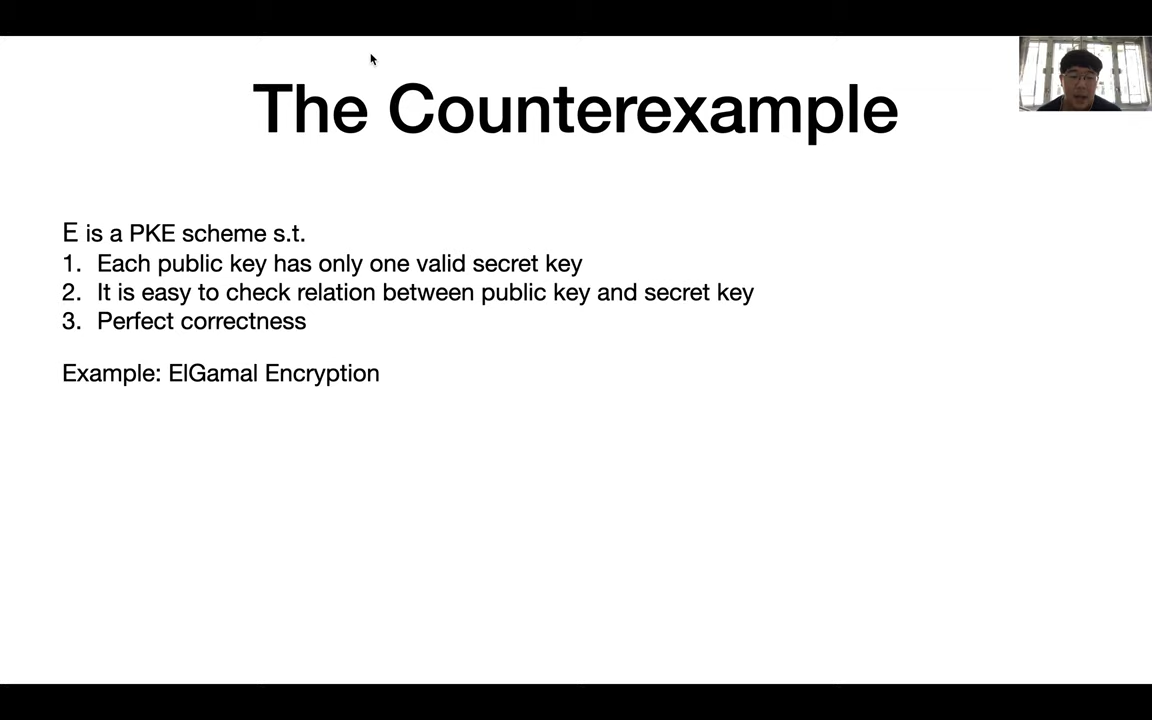 The Counterexample
E is a PKE scheme s.t.
1. Each public key has only one valid secret key
2. It is easy to check relation between public key and secret key
3. Perfect correctness
Example: ElGamal Encryption